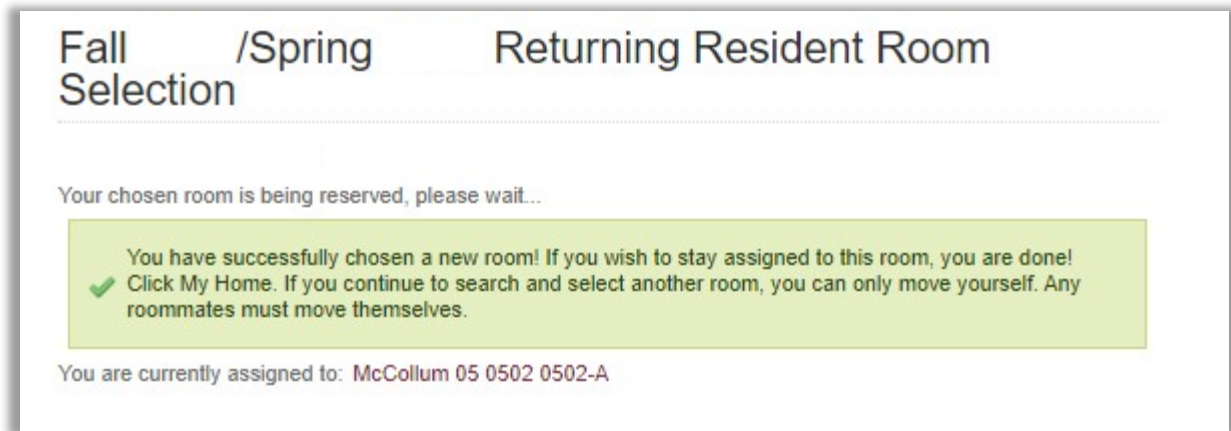 Fall /Spring Returning Resident Room
Selection
Your chosen room is being reserved, please wait...
You have successfully chosen a new room! If you wish to stay assigned to this room, you are done!
Click My Home. If you continue to search and select another room, you can only move yourself. Any
roommates must move themselves.
You are currently assigned to: McCollum 05 0502 0502-A